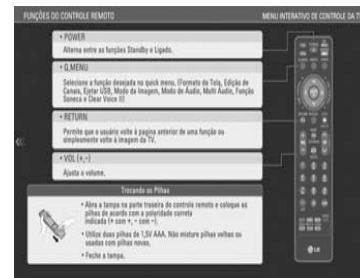 FUNÇÕES DO CONTROLE REMOTO
MENU INTERATIVO DE CONTROLE DA T
• POWER
Alterna entre as funções Standby e Ligado.
• Q.MENU
Selecione a função desejada no quick menu. (Formato da Tela, Edição de
Canais, Ejetar USB, Modo da Imagem, Modo de Áudio, Multi Áudio, Função
Soneca e Clear Voice II)
• RETURN
Permite que o usuário volte à pagina anterior de uma função ou
simplesmente volte à imagem da TV.
• VOL (+,-)
Ajusta o volume.
Trocando as Pilhas
• Abra a tampa na parte traseira do controle remoto e coloque as
pilhas de acordo com a polaridade correta
indicada (+ com +, - com -).
• Utilize duas pilhas de 1,5V AAA. Não misture pilhas velhas ou
usadas com pilhas novas.
• Feche a tampa.
LG